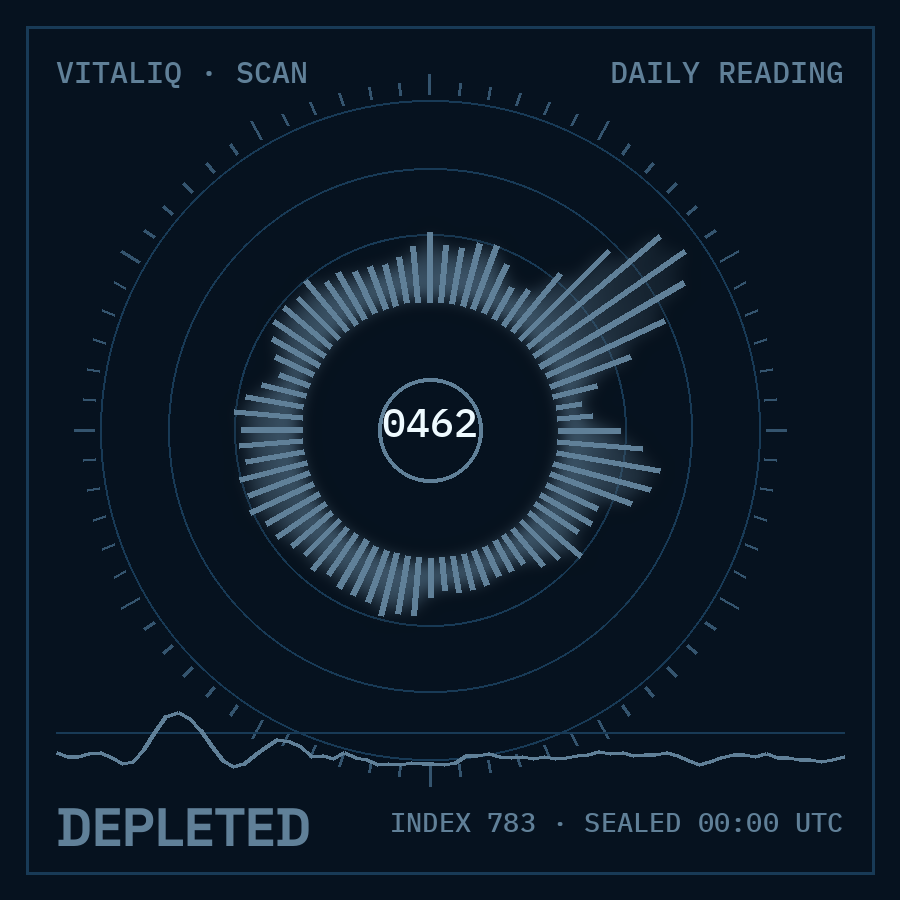 VITALIQ · SCAN
DAILY READING
0462
DEPLETED
INDEX 783 · SEALED 00:00 UTC